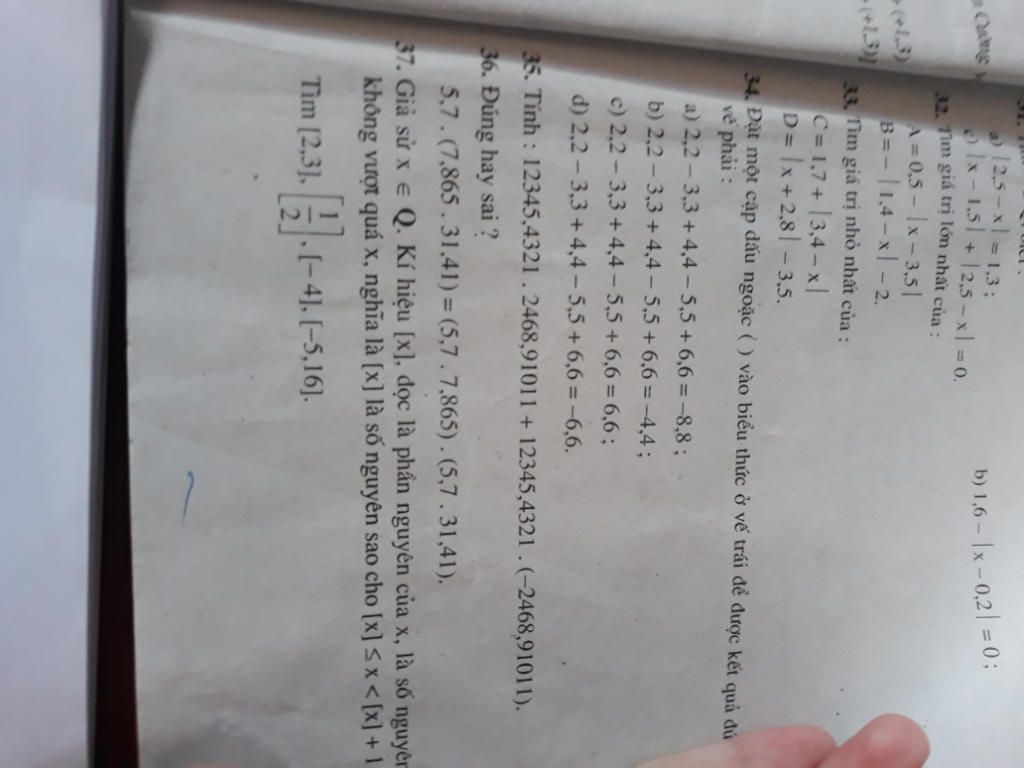 a) |2,5 – x| = 1,3 ; b) 1,6 – |x – 0,2| = 0 ;
c) |x – 1,5| + |2,5 – x| = 0.
32. Tìm giá trị lớn nhất của :
A = 0,5 – |x – 3,5|
B = – |1,4 – x| – 2.
33. Tìm giá trị nhỏ nhất của :
C = 1,7 + |3,4 – x|
D = |x + 2,8| – 3,5.
34. Đặt một cặp dấu ngoặc ( ) vào biểu thức ở vế trái để được kết quả
vế phải :
a) 2,2 – 3,3 + 4,4 – 5,5 + 6,6 = –8,8 ;
b) 2,2 – 3,3 + 4,4 – 5,5 + 6,6 = –4,4 ;
c) 2,2 – 3,3 + 4,4 – 5,5 + 6,6 = 6,6 ;
d) 2,2 – 3,3 + 4,4 – 5,5 + 6,6 = –6,6.
35. Tính : 12345,4321 . 2468,91011 + 12345,4321 . (–2468,91011).
36. Đúng hay sai ?
5,7 . (7,865 . 31,41) = (5,7 . 7,865) . (5,7 . 31,41).
37. Giả sử x ∈ Q. Kí hiệu [x], đọc là phần nguyên của x, là số nguyên
không vượt quá x, nghĩa là [x] là số nguyên sao cho [x] ≤ x < [x] + 1
Tìm [2,3], [1/2], [–4], [–5,16].
(+1,3)
(+1,3)]
Cường